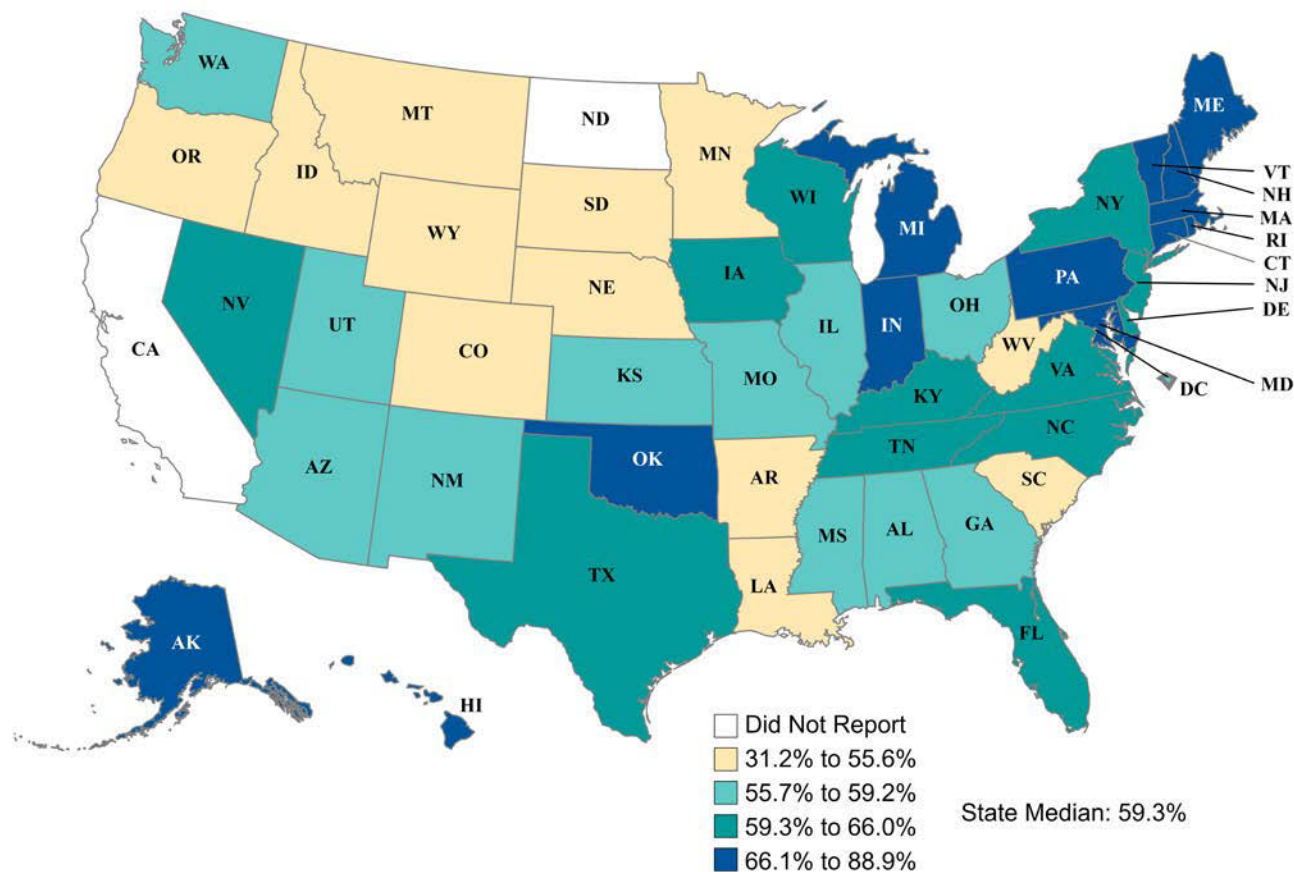 WA
ME
MT
ND
MN
OR
VT
ID
NH
WI
NY
SD
MA
MI
WY
RI
CT
PA
IA
NE
NJ
NV
OH
DE
IL
IN
UT
CA
CO
WV
KS
MO
VA
DC
MD
KY
NC
TN
OK
AZ
NM
AR
SC
MS
AL
GA
TX
LA
FL
AK
HI
Did Not Report
31.2% to 55.6%
55.7% to 59.2%
59.3% to 66.0%
66.1% to 88.9%
State Median: 59.3%